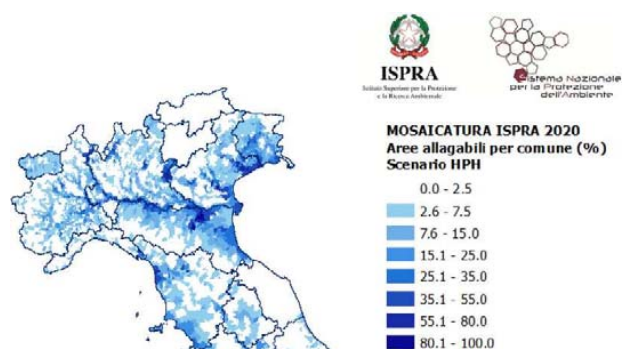 ISPRA
Istituto Superiore per la Protezione
e la Ricerca Ambientale
Sistema Nazionale
per la Protezione
dell'Ambiente
MOSAICATURA ISPRA 2020
Aree allagabili per comune (%)
Scenario HPH
0.0 - 2.5
2.6 - 7.5
7.6 - 15.0
15.1 - 25.0
25.1 - 35.0
35.1 - 55.0
55.1 - 80.0
80.1 - 100.0